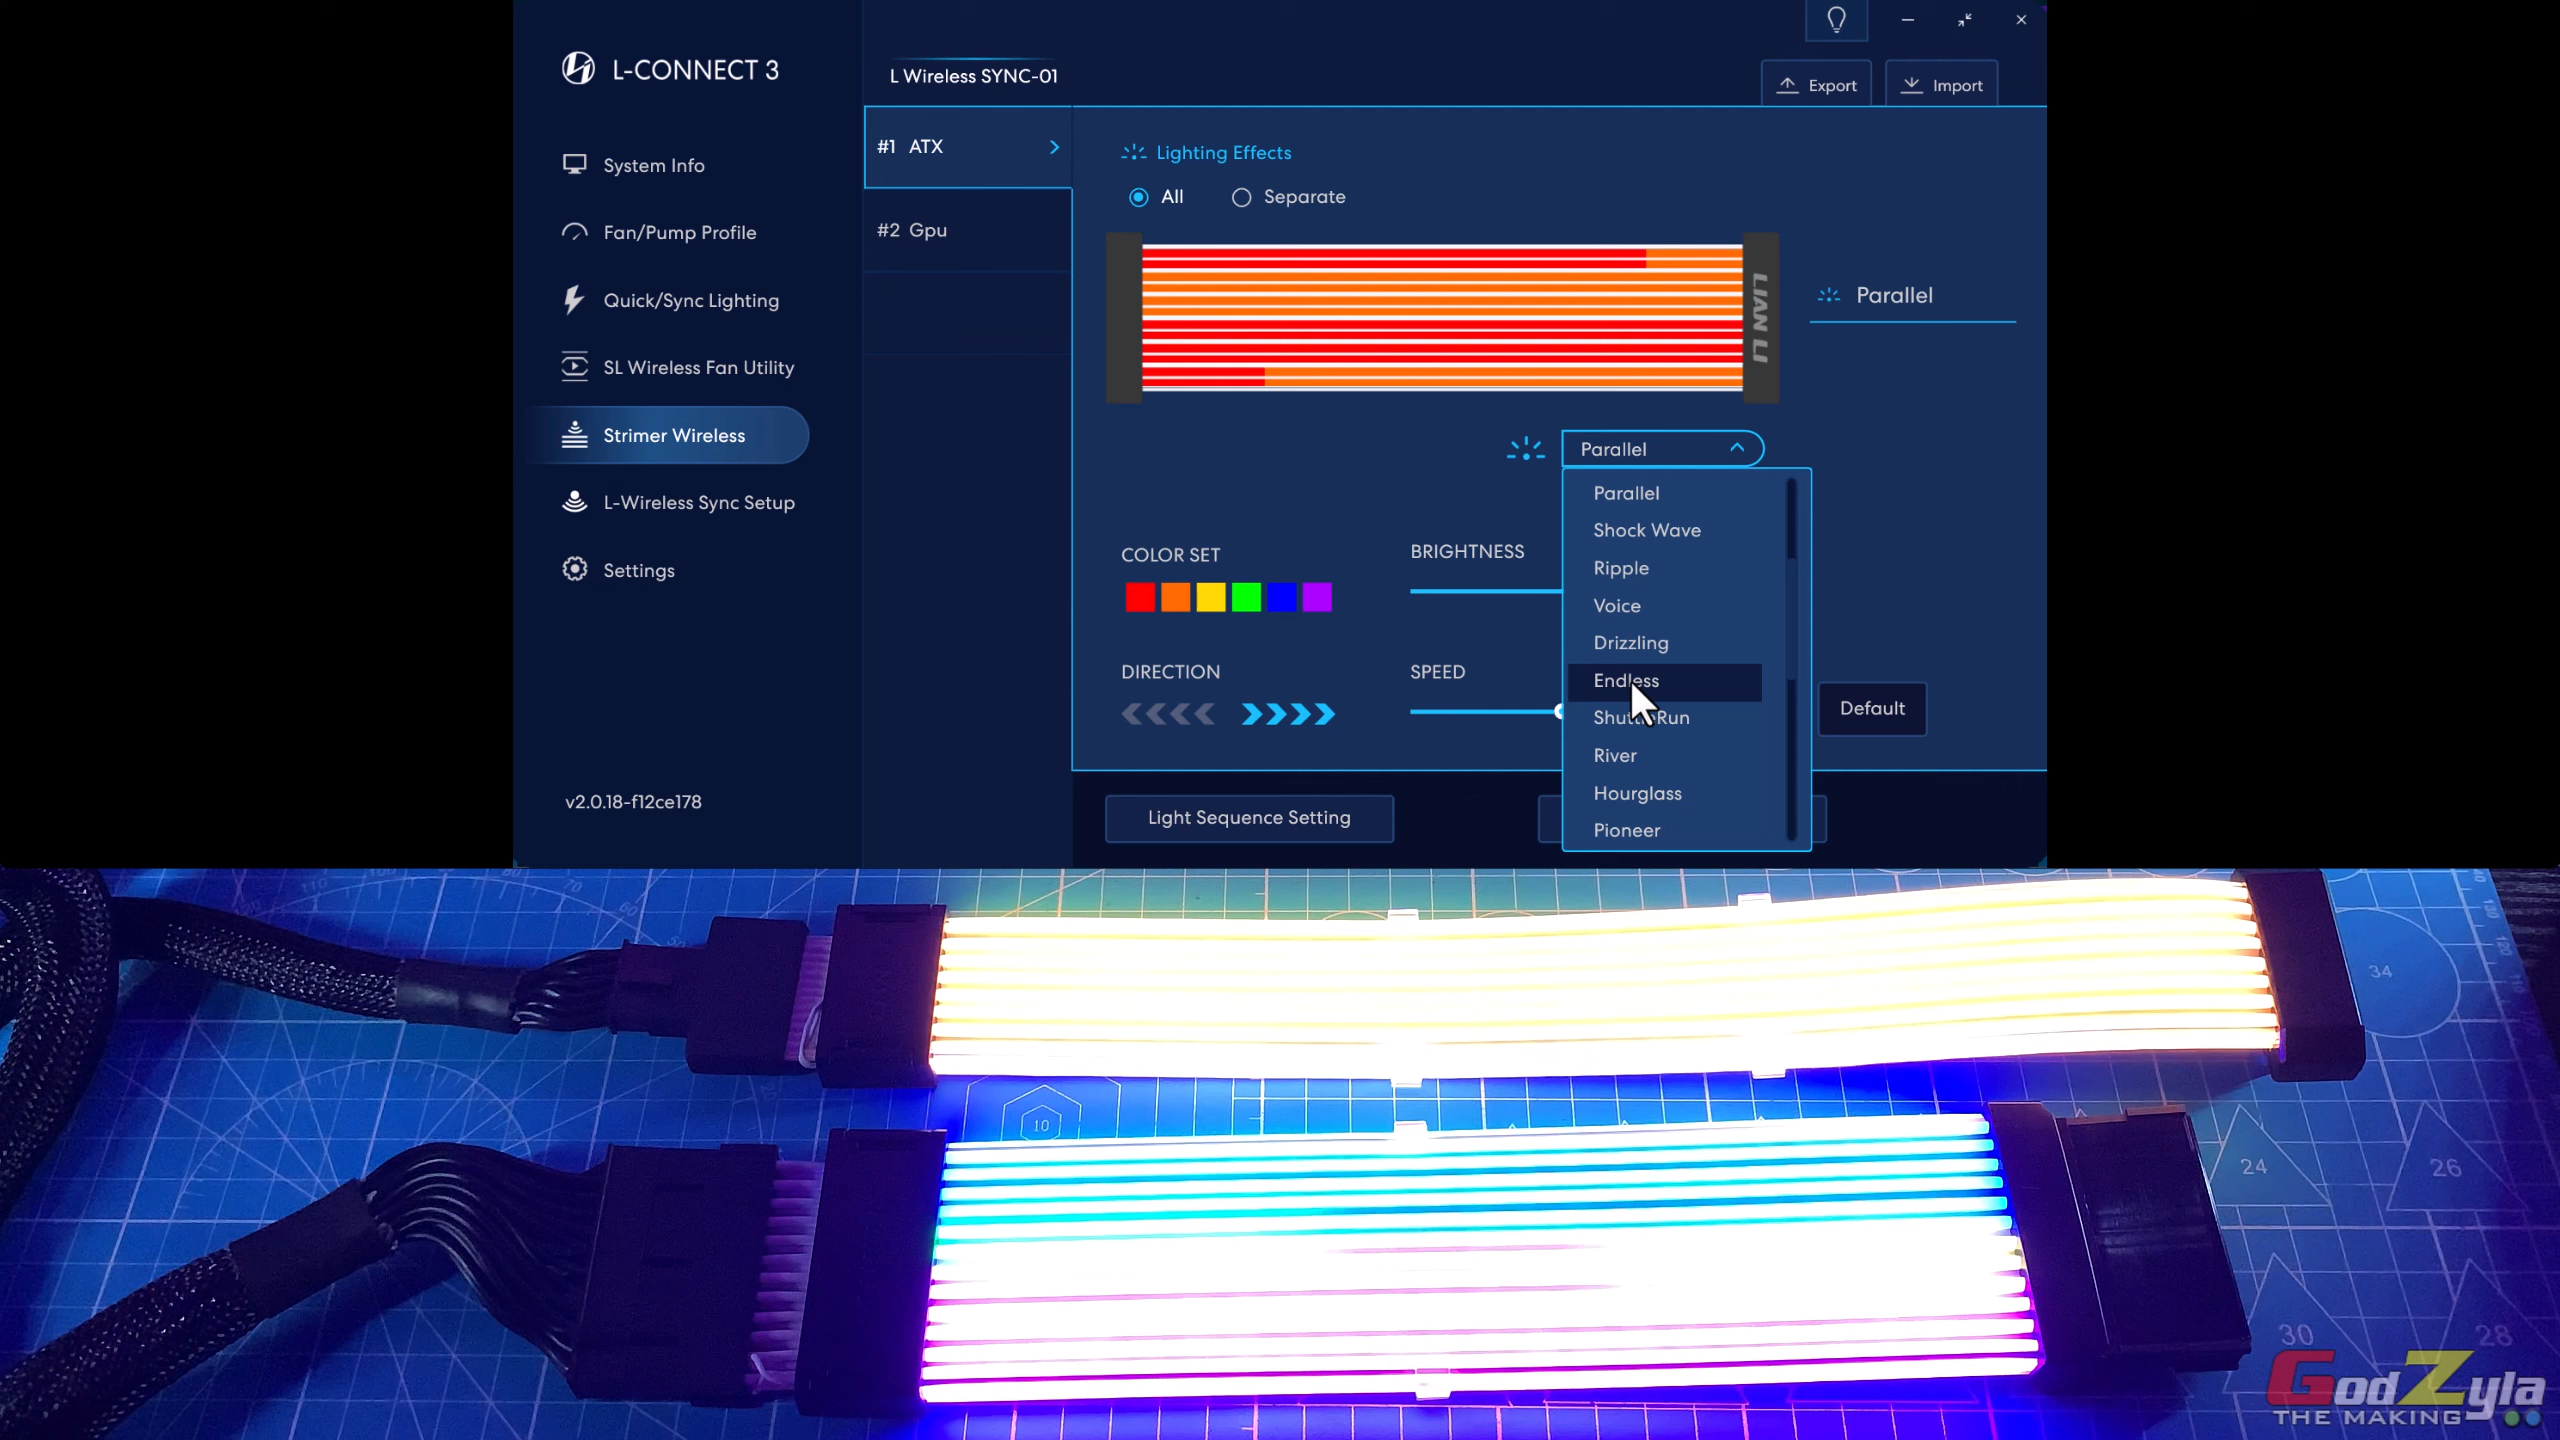 L-CONNECT 3
L Wireless SYNC-01
Export
Import
System Info
Fan/Pump Profile
Quick/Sync Lighting
SL Wireless Fan Utility
Strimer Wireless
L-Wireless Sync Setup
Settings
v2.0.18-f12ce178
#1 ATX
#2 Gpu
Lighting Effects
All
Separate
LIAN LI
Parallel
Parallel
Parallel
Shock Wave
Ripple
Voice
Drizzling
Endless
River
Hourglass
Pioneer
COLOR SET
BRIGHTNESS
DIRECTION
SPEED
Default
Light Sequence Setting
10
34
24
26
30
28
GodZyla
THE MAKING